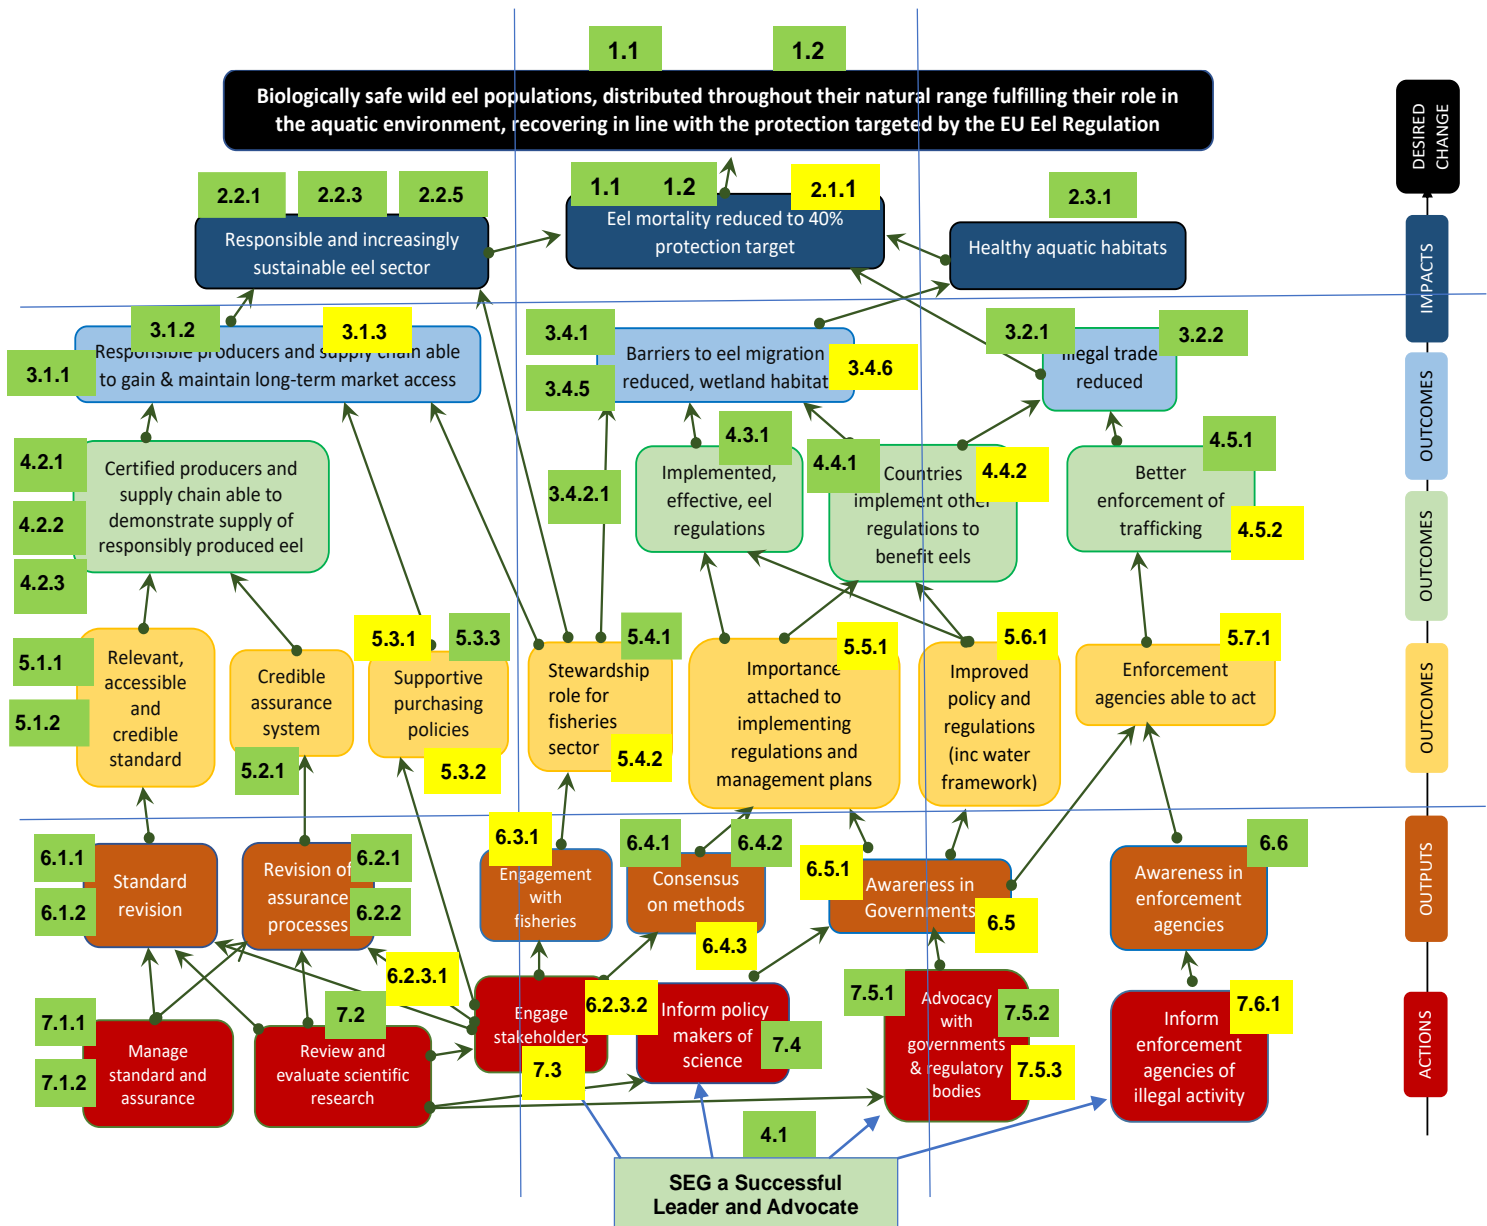 1.1
1.2
Biologically safe wild eel populations, distributed throughout their natural range fulfilling their role in
the aquatic environment, recovering in line with the protection targeted by the EU Eel Regulation
DESIRED
CHANGE
2.2.1
2.2.3
2.2.5
Responsible and increasingly
sustainable eel sector
1.1
1.2
2.1.1
Eel mortality reduced to 40%
protection target
2.3.1
Healthy aquatic habitats
IMPACTS
3.1.2
3.1.3
3.1.1
Responsible producers and supply chain able
to gain & maintain long-term market access
3.4.1
3.4.5
3.4.6
Barriers to eel migration
reduced, wetland habitat
3.2.1
3.2.2
Illegal trade
reduced
OUTCOMES
4.2.1
4.2.2
4.2.3
Certified producers and
supply chain able to
demonstrate supply of
responsibly produced eel
3.4.2.1
4.3.1
Implemented,
effective, eel
regulations
4.4.1
4.4.2
Countries
implement other
regulations to
benefit eels
4.5.1
4.5.2
Better
enforcement of
trafficking
OUTCOMES
5.1.1
5.1.2
Relevant,
accessible
and
credible
standard
Credible
assurance
system
5.2.1
5.3.1
5.3.3
Supportive
purchasing
policies
5.3.2
5.4.1
Stewardship
role for
fisheries
sector
5.4.2
5.5.1
Importance
attached to
implementing
regulations and
management plans
5.6.1
Improved
policy and
regulations
(inc water
framework)
5.7.1
Enforcement
agencies able to act
OUTCOMES
6.1.1
6.1.2
Standard
revision
6.2.1
6.2.2
Revision of
assurance
processes
6.3.1
Engagement
with
fisheries
6.4.1
6.4.2
Consensus
on methods
6.4.3
6.5.1
Awareness in
Governments
6.5
6.6
Awareness in
enforcement
agencies
OUTPUTS
7.1.1
7.1.2
Manage
standard and
assurance
7.2
Review and
evaluate scientific
research
6.2.3.1
6.2.3.2
Engage
stakeholders
7.3
Inform policy
makers of
science
7.4
7.5.1
7.5.2
7.5.3
Advocacy
with
governments
& regulatory
bodies
7.6.1
Inform
enforcement
agencies of
illegal activity
ACTIONS
4.1
SEG a Successful
Leader and Advocate